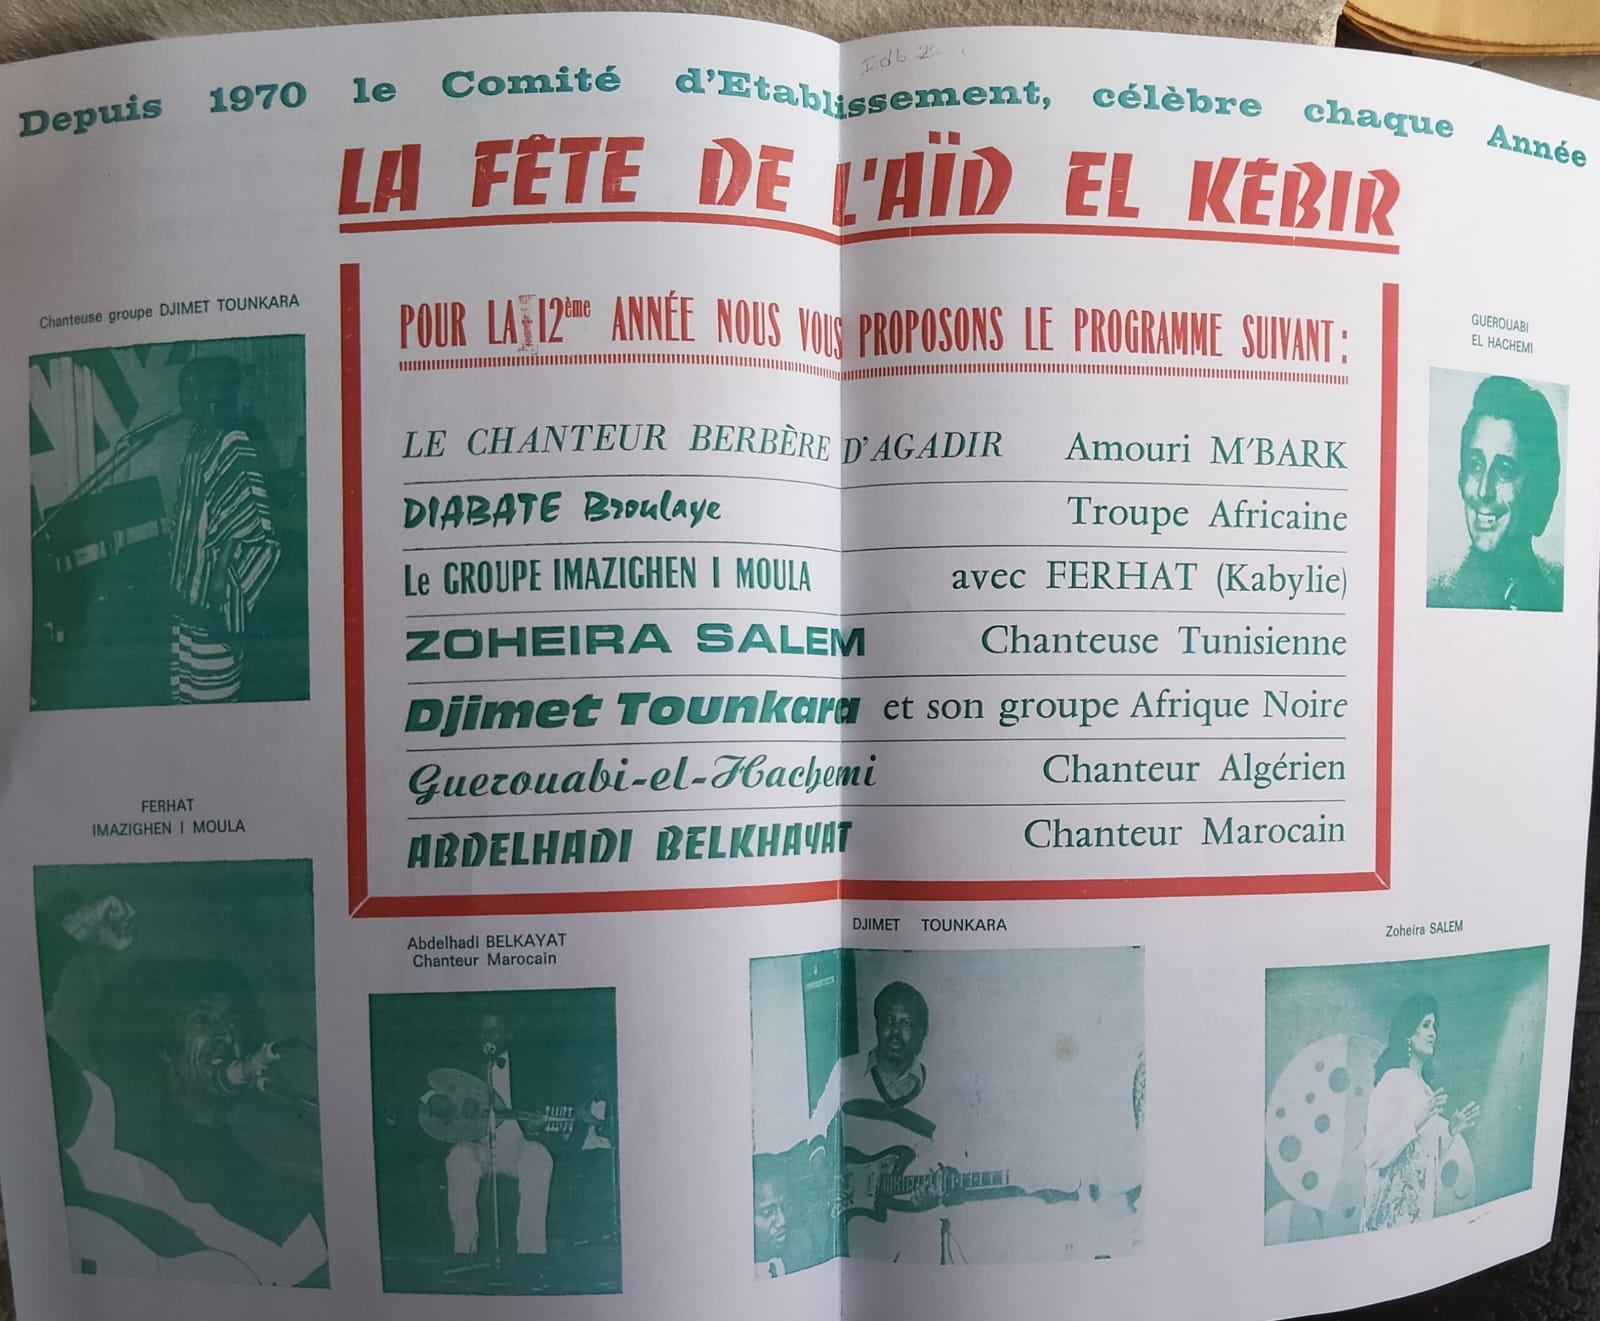 Depuis 1970 le Comité d'Etablissement, célèbre chaque Année
LA FÊTE DE L'AÏD EL KÉBIR
POUR LA 12ème ANNÉE NOUS VOUS PROPOSONS LE PROGRAMME SUIVANT :
LE CHANTEUR BERBÈRE D'AGADIR Amouri M'BARK
DIABATE Broulaye Troupe Africaine
Le GROUPE IMAZIGHEN I MOULA avec FERHAT (Kabylie)
ZOHEIRA SALEM Chanteuse Tunisienne
Djimet Tounkara et son groupe Afrique Noire
Guerouabi-el-Hachemi Chanteur Algérien
ABDELHADI BELKHAYAT Chanteur Marocain
Chanteuse groupe DJIMET TOUNKARA
GUEROUABI
EL HACHEMI
FERHAT
IMAZIGHEN I MOULA
Abdelhadi BELKAYAT
Chanteur Marocain
DJIMET TOUNKARA
Zoheira SALEM